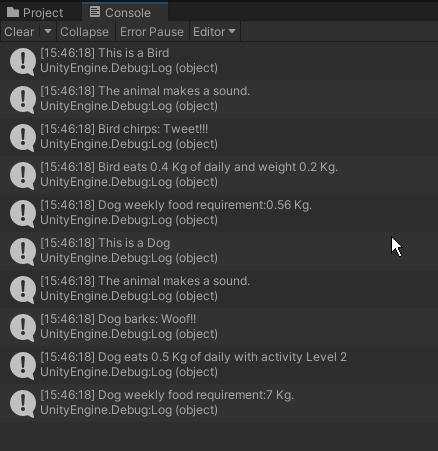 Project Console
Clear Collapse Error Pause Editor
[15:46:18] This is a Bird
UnityEngine.Debug:Log (object)
[15:46:18] The animal makes a sound.
UnityEngine.Debug:Log (object)
[15:46:18] Bird chirps: Tweet!!!
UnityEngine.Debug:Log (object)
[15:46:18] Bird eats 0.4 Kg of daily and weight 0.2 Kg.
UnityEngine.Debug:Log (object)
[15:46:18] Dog weekly food requirement:0.56 Kg.
UnityEngine.Debug:Log (object)
[15:46:18] This is a Dog
UnityEngine.Debug:Log (object)
[15:46:18] The animal makes a sound.
UnityEngine.Debug:Log (object)
[15:46:18] Dog barks: Woof!!
UnityEngine.Debug:Log (object)
[15:46:18] Dog eats 0.5 Kg of daily with activity Level 2
UnityEngine.Debug:Log (object)
[15:46:18] Dog weekly food requirement:7 Kg.
UnityEngine.Debug:Log (object)